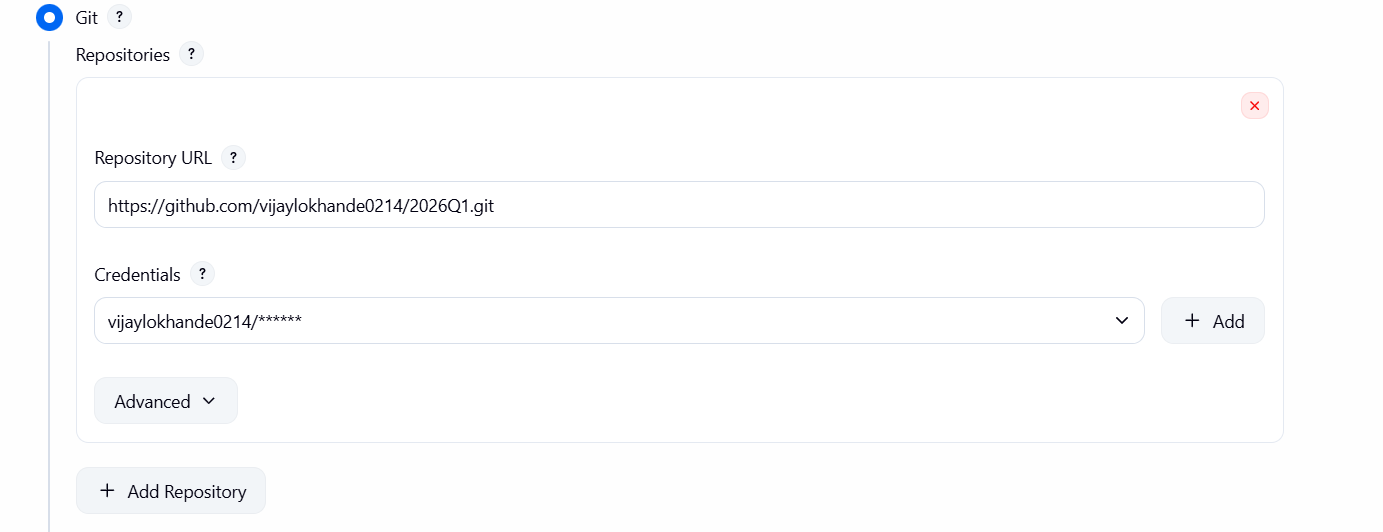 Git ?
Repositories ?
Repository URL ?
https://github.com/vijaylokhande0214/2026Q1.git
Credentials ?
vijaylokhande0214/******
+ Add
Advanced
+ Add Repository